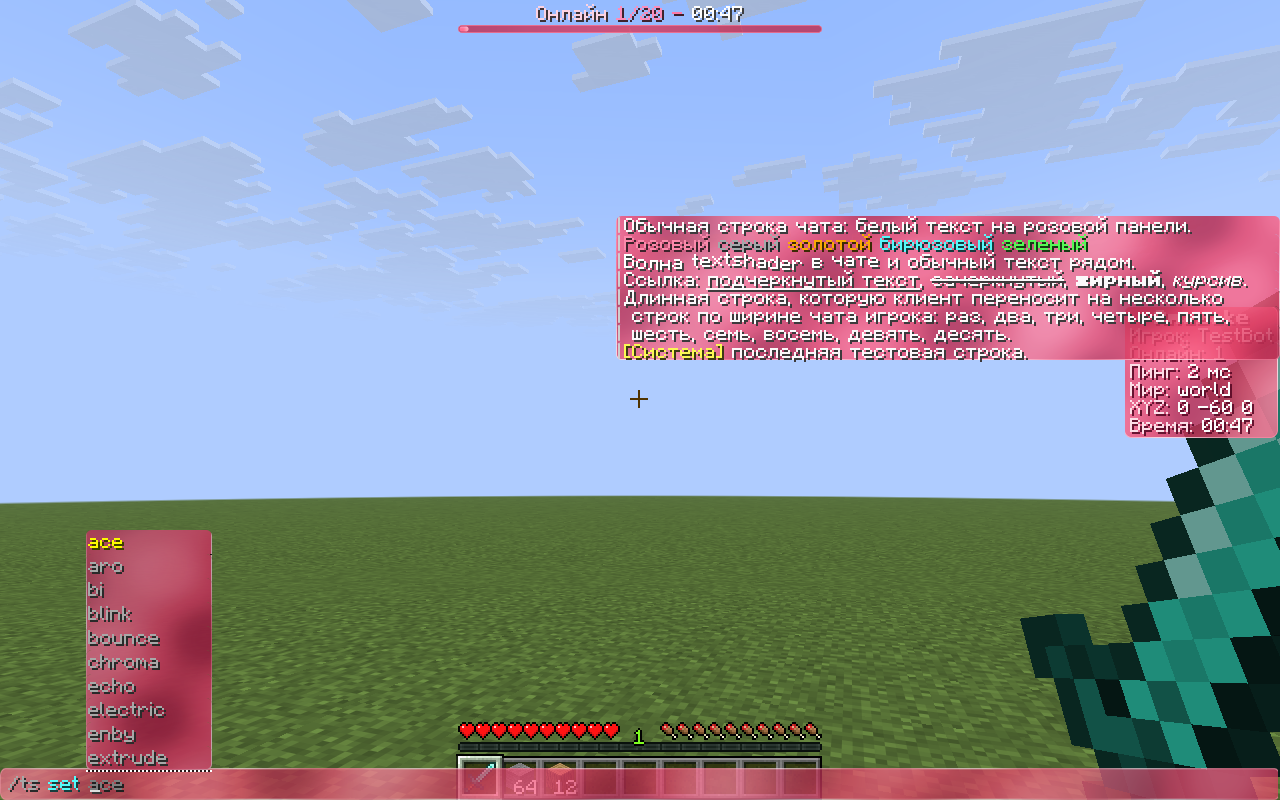 Онлайн 1/20 - 00:47
Обычная строка чата: белый текст на розовой панели.
Розовый серый золотой бирюзовый зеленый
Волна textshader в чате и обычный текст рядом.
Ссылка: подчеркнутый текст, зачеркнутый, жирный, курсив.
Длинная строка, которую клиент переносит на несколько
строк по ширине чата игрока: раз, два, три, четыре, пять,
шесть, семь, восемь, девять, десять.
[Система] последняя тестовая строка.
Игрок: TestBot
Онлайн: 1
Пинг: 2 мс
Мир: world
XYZ: 0 -60 0
Время: 00:47
ace
aro
bi
blink
bounce
chroma
echo
electric
enby
extrude
1
64 12
/ts set ace